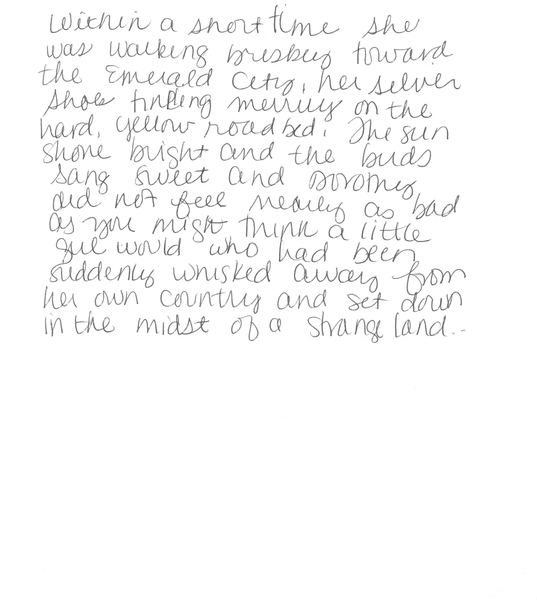 Within a short time she
was walking briskly toward
the Emerald City, her silver
shoes tinkling merrily on the
hard, yellow roadbed. The sun
shone bright and the birds
sang sweet and Dorothy
did not feel nearly as bad
as you might think a little
girl would who had been
suddenly whisked away from
her own country and set down
in the midst of a strange land..